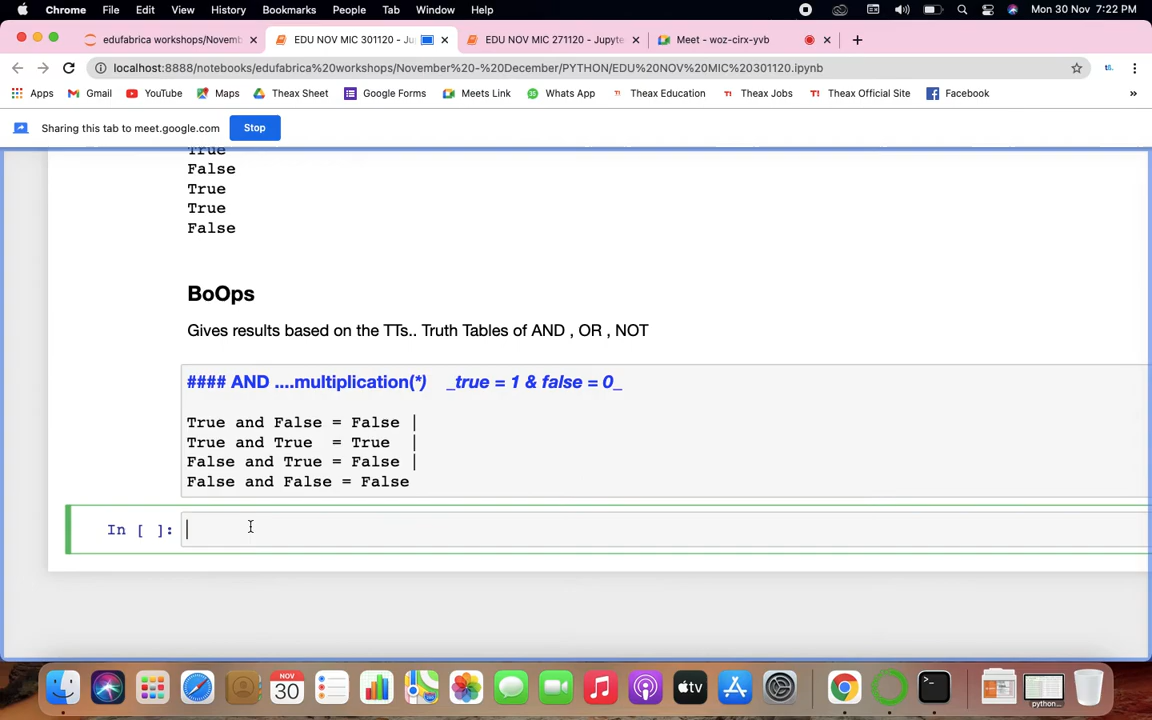 Chrome File Edit View History Bookmarks People Tab Window Help Mon 30 Nov 7:22 PM
edufabrica workshops/Novemb EDU NOV MIC 301120 - Ju EDU NOV MIC 271120 - Jupyte Meet - woz-cirx-yvb
localhost:8888/notebooks/edufabrica%20workshops/November%20-%20December/PYTHON/EDU%20NOV%20MIC%20301120.ipynb
Apps Gmail YouTube Maps Theax Sheet Google Forms Meets Link Whats App Theax Education Theax Jobs Theax Official Site Facebook »
Sharing this tab to meet.google.com Stop
True
False
True
True
False
BoOps
Gives results based on the TTs.. Truth Tables of AND , OR , NOT
#### AND ....multiplication(*) _true = 1 & false = 0_
True and False = False |
True and True = True |
False and True = False |
False and False = False
In [ ]:
NOV
30
tv
python...